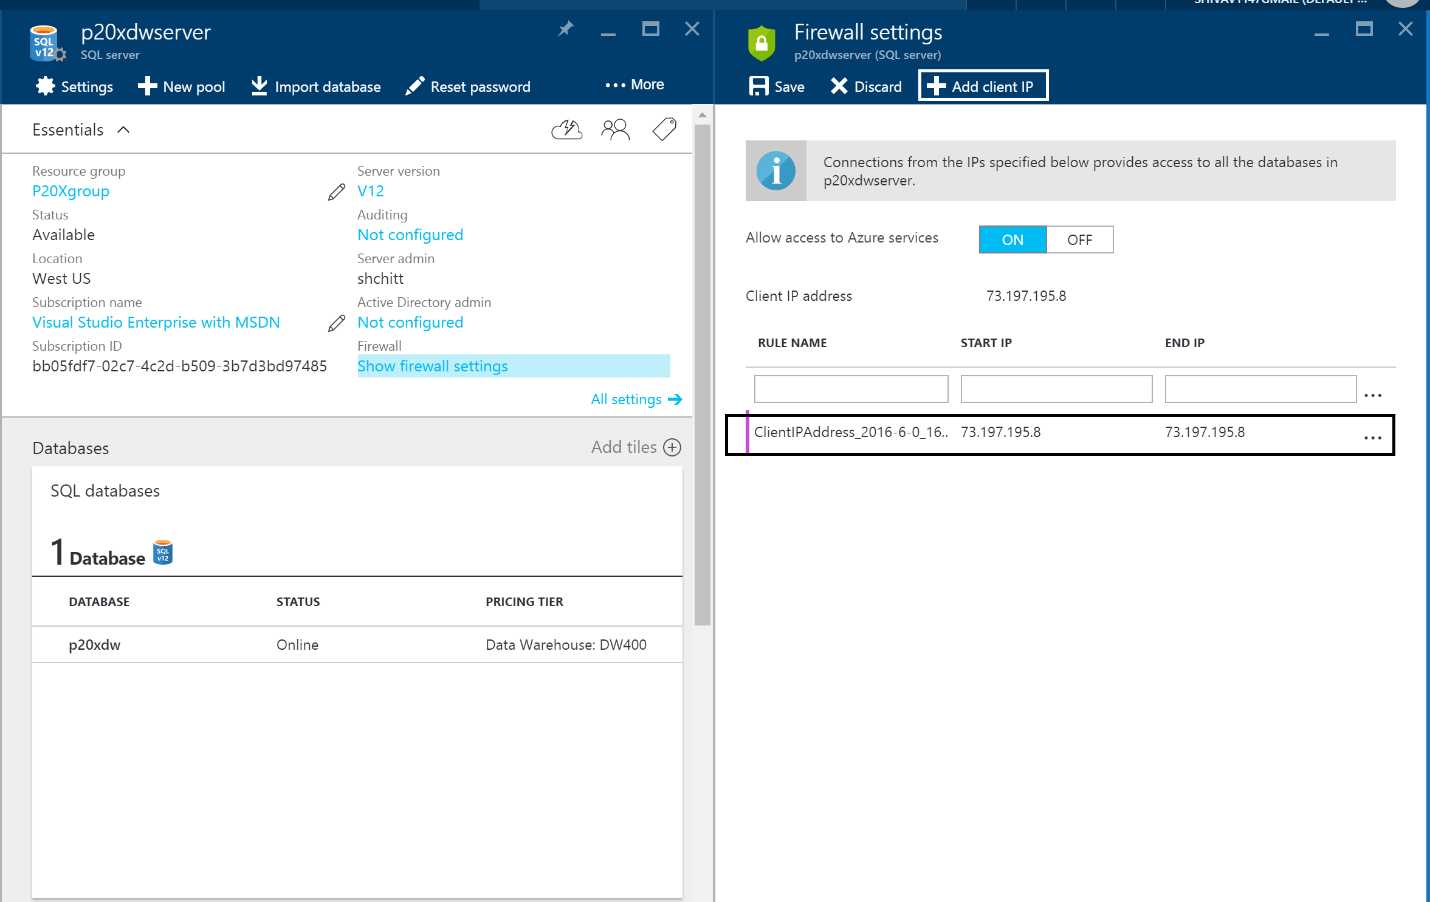 p20xdwserver
SQL server
Settings
New pool
Import database
Reset password
More
Essentials
Resource group
P20Xgroup
Status
Available
Location
West US
Subscription name
Visual Studio Enterprise with MSDN
Subscription ID
bb05fdf7-02c7-4c2d-b509-3b7d3bd97485
Server version
V12
Auditing
Not configured
Server admin
shchitt
Active Directory admin
Not configured
Firewall
Show firewall settings
All settings
Databases
Add tiles
SQL databases
1 Database
SQL
v12
DATABASE STATUS PRICING TIER
p20xdw Online Data Warehouse: DW400
SQL
v12
Firewall settings
p20xdwserver (SQL server)
Save
Discard
Add client IP
Connections from the IPs specified below provides access to all the databases in
p20xdwserver.
Allow access to Azure services ON OFF
Client IP address 73.197.195.8
RULE NAME START IP END IP
...
ClientIPAddress_2016-6-0_16.. 73.197.195.8 73.197.195.8 ...